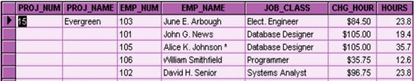 PROJ_NUM PROJ_NAME EMP_NUM EMP_NAME JOB_CLASS CHG_HOUR HOURS
15 Evergreen 103 June E. Arbough Elect. Engineer $84.50 23.8
101 John G. News Database Designer $105.00 19.4
105 Alice K. Johnson * Database Designer $105.00 35.7
106 William Smithfield Programmer $35.75 12.6
102 David H. Senior Systems Analyst $96.75 23.8